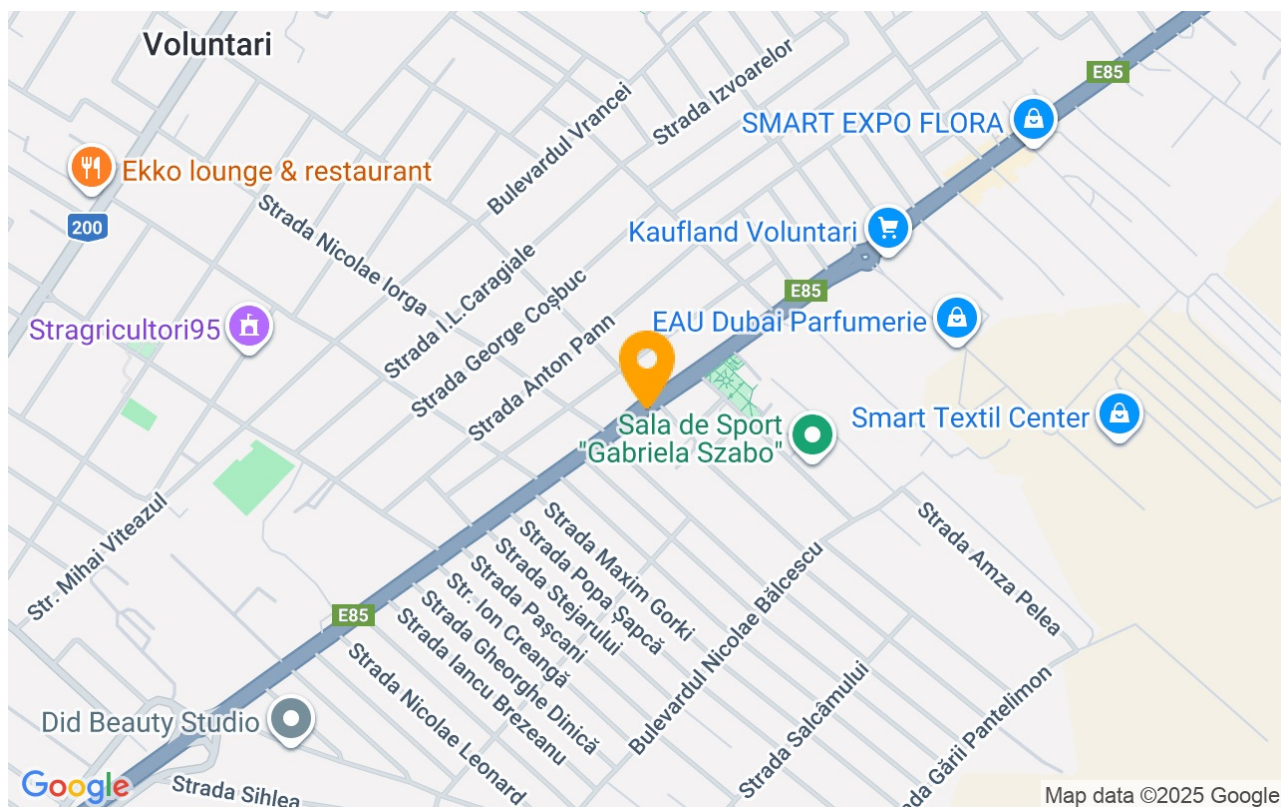 Voluntari
E85
Strada Izvoarelor
Bulevardul Vrancei
SMART EXPO FLORA
Ekko lounge & restaurant
200
Strada Nicolae Iorga
Kaufland Voluntari
Strada I.L.Caragiale
Strada George Coșbuc
E85
Stragricultori95
EAU Dubai Parfumerie
Strada Anton Pann
Sala de Sport
"Gabriela Szabo"
Smart Textil Center
Str. Mihai Viteazul
Strada Maxim Gorki
Strada Popa Șapcă
Strada Stejarului
Strada Pașcani
Str. Ion Creangă
Strada Gheorghe Dinică
Strada Iancu Brezeanu
Strada Nicolae Leonard
E85
Bulevardul Nicolae Bălcescu
Strada Amza Pelea
Strada Salcâmului
ada Gării Pantelimon
Did Beauty Studio
Strada Sihlea
Google
Map data ©2025 Google